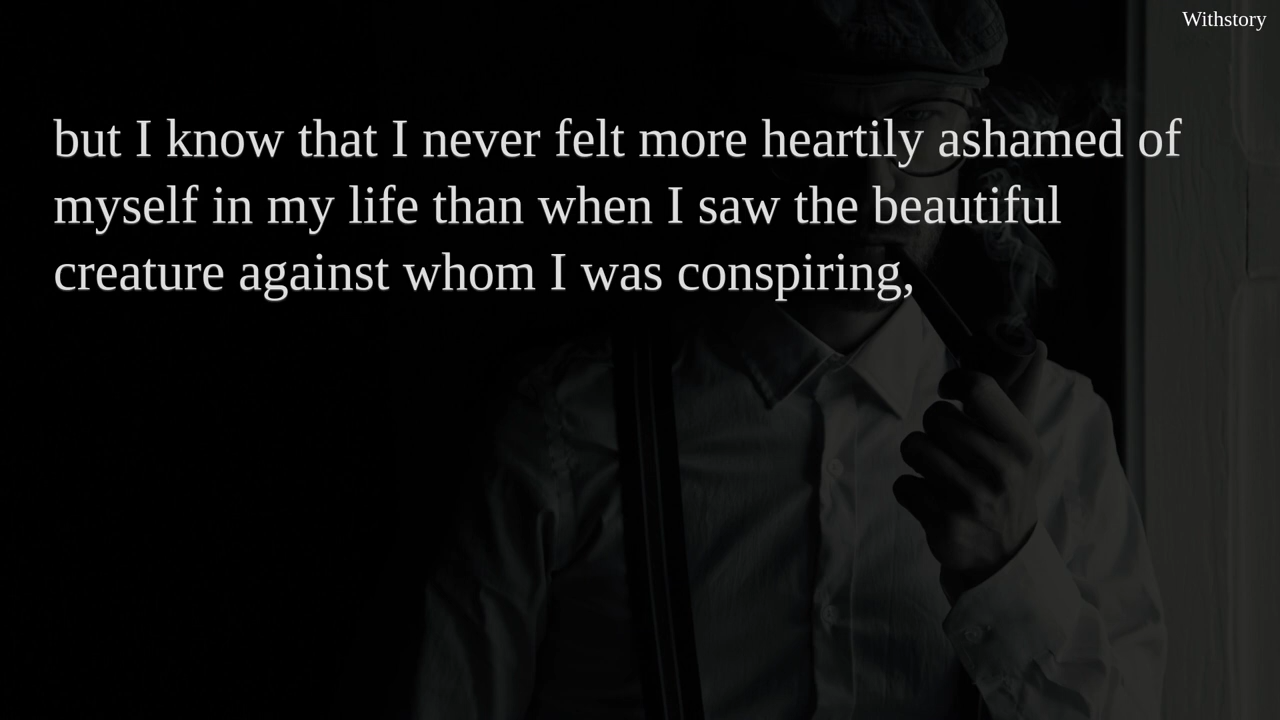 Withstory
but I know that I never felt more heartily ashamed of
myself in my life than when I saw the beautiful
creature against whom I was conspiring,